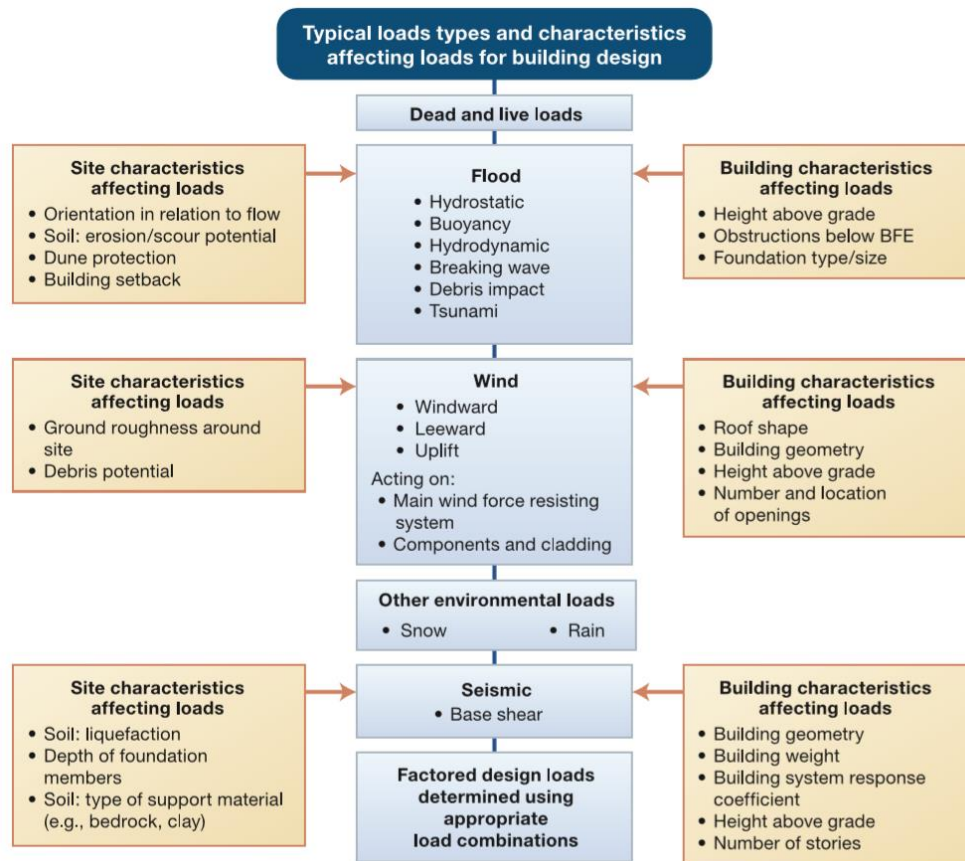 Typical loads types and characteristics
affecting loads for building design
Dead and live loads
Site characteristics
affecting loads
• Orientation in relation to flow
• Soil: erosion/scour potential
• Dune protection
• Building setback
Flood
• Hydrostatic
• Buoyancy
• Hydrodynamic
• Breaking wave
• Debris impact
• Tsunami
Building characteristics
affecting loads
• Height above grade
• Obstructions below BFE
• Foundation type/size
Site characteristics
affecting loads
• Ground roughness around
site
• Debris potential
Wind
• Windward
• Leeward
• Uplift
Acting on:
• Main wind force resisting
system
• Components and cladding
Building characteristics
affecting loads
• Roof shape
• Building geometry
• Height above grade
• Number and location
of openings
Other environmental loads
• Snow • Rain
Site characteristics
affecting loads
• Soil: liquefaction
• Depth of foundation
members
• Soil: type of support material
(e.g., bedrock, clay)
Seismic
• Base shear
Building characteristics
affecting loads
• Building geometry
• Building weight
• Building system response
coefficient
• Height above grade
• Number of stories
Factored design loads
determined using
appropriate
load combinations